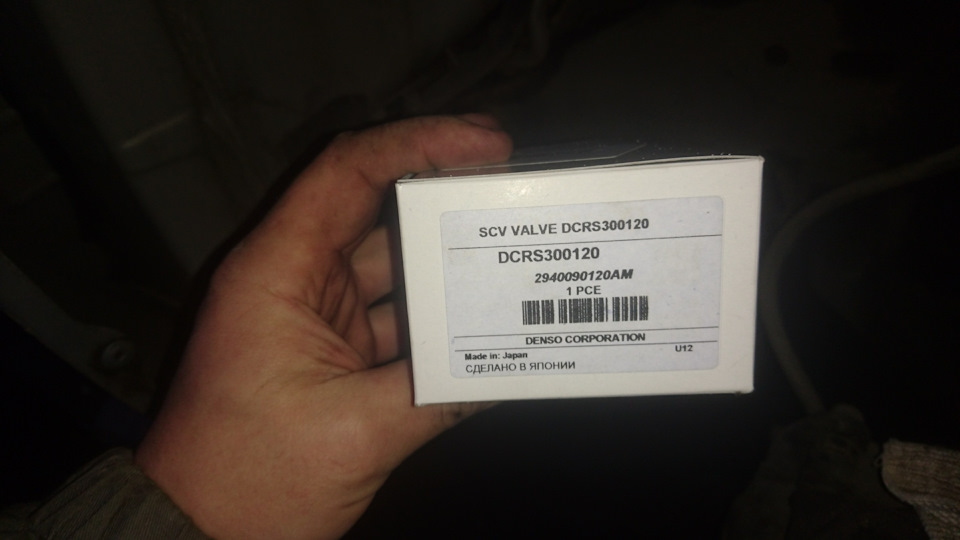 SCV VALVE DCRS300120
DCRS300120
2940090120AM
1 PCE
DENSO CORPORATION
Made in: Japan
U12
СДЕЛАНО В ЯПОНИИ